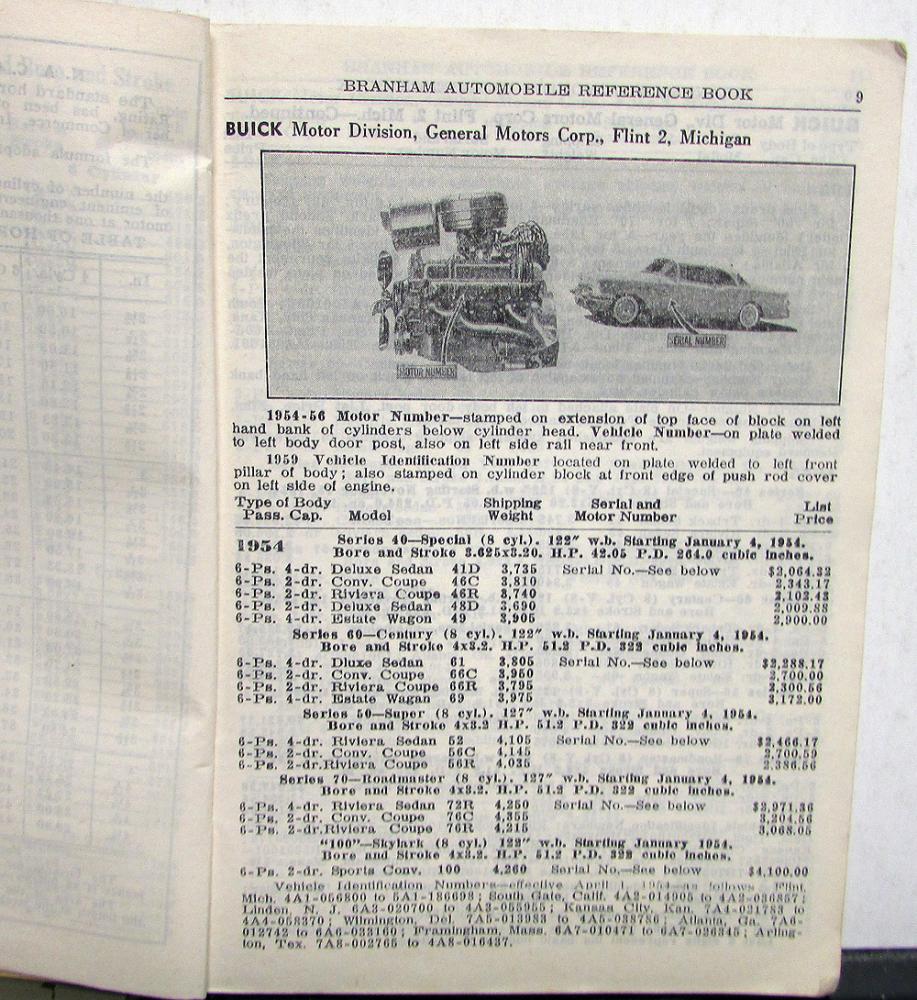 BRANHAM AUTOMOBILE REFERENCE BOOK 9
BUICK Motor Division, General Motors Corp., Flint 2, Michigan
MOTOR NUMBER
SERIAL NUMBER
1954-56 Motor Number—stamped on extension of top face of block on left
hand bank of cylinders below cylinder head. Vehicle Number—on plate welded
to left body door post, also on left side rail near front.
1959 Vehicle Identification Number located on plate welded to left front
pillar of body; also stamped on cylinder block at front edge of push rod cover
on left side of engine.
Type of Body Shipping Serial and List
Pass. Cap. Model Weight Motor Number Price
1954 Series 40—Special (8 cyl.). 122″ w.b. Starting January 4, 1954.
Bore and Stroke 3.625x3.20. H.P. 42.05 P.D. 264.0 cubic inches.
6-Ps. 4-dr. Deluxe Sedan 41D 3,735 Serial No.—See below $2,064.32
6-Ps. 2-dr. Conv. Coupe 46C 3,810 2,343.17
6-Ps. 2-dr. Riviera Coupe 46R 3,740 2,102.43
6-Ps. 2-dr. Deluxe Sedan 48D 3,690 2,009.88
6-Ps. 4-dr. Estate Wagon 49 3,905 2,900.00
Series 60—Century (8 cyl.). 122″ w.b. Starting January 4, 1954.
Bore and Stroke 4x3.2. H.P. 51.2 P.D. 322 cubic inches.
6-Ps. 4-dr. Dluxe Sedan 61 3,805 Serial No.—See below $2,288.17
6-Ps. 2-dr. Conv. Coupe 66C 3,950 2,700.00
6-Ps. 2-dr. Riviera Coupe 66R 3,795 2,300.56
6-Ps. 4-dr. Estate Wagon 69 3,975 3,172.00
Series 50—Super (8 cyl.). 127″ w.b. Starting January 4, 1954.
Bore and Stroke 4x3.2. H.P. 51.2 P.D. 322 cubic inches.
6-Ps. 4-dr. Riviera Sedan 52 4,105 Serial No.—See below $2,466.17
6-Ps. 2-dr. Conv. Coupe 56C 4,145 2,700.59
6-Ps. 2-dr.Riviera Coupe 56R 4,035 2,386.56
Series 70—Roadmaster (8 cyl.). 127″ w.b. Starting January 4, 1954.
Bore and Stroke 4x3.2. H.P. 51.2 P.D. 322 cubic inches.
6-Ps. 4-dr. Riviera Sedan 72R 4,250 Serial No.—See below $2,971.36
6-Ps. 2-dr. Conv. Coupe 76C 4,355 3,204.56
6-Ps. 2-dr.Riviera Coupe 76R 4,215 3,068.05
"100"—Skylark (8 cyl.) 122″ w.b. Starting January 4, 1954.
Bore and Stroke 4x3.2. H.P. 51.2 P.D. 322 cubic inches.
6-Ps. 2-dr. Sports Conv. 100 4,260 Serial No.—See below $4,100.00
Vehicle Identification Numbers—effective April 1, 1954—as follows Flint,
Mich. 4A1-056800 to 5A1-186698; South Gate, Calif. 4A2-014905 to 4A2-036857;
Linden, N. J. 6A3-020700 to 4A3-055955; Kansas City, Kan. 7A4-021783 to
4A4-058370; Wilmington, Del. 7A5-013983 to 4A5-038786; Atlanta, Ga. 7A6-
012742 to 6A6-033160; Framingham, Mass. 6A7-010471 to 6A7-026345; Arling-
ton, Tex. 7A8-002765 to 4A8-016437.